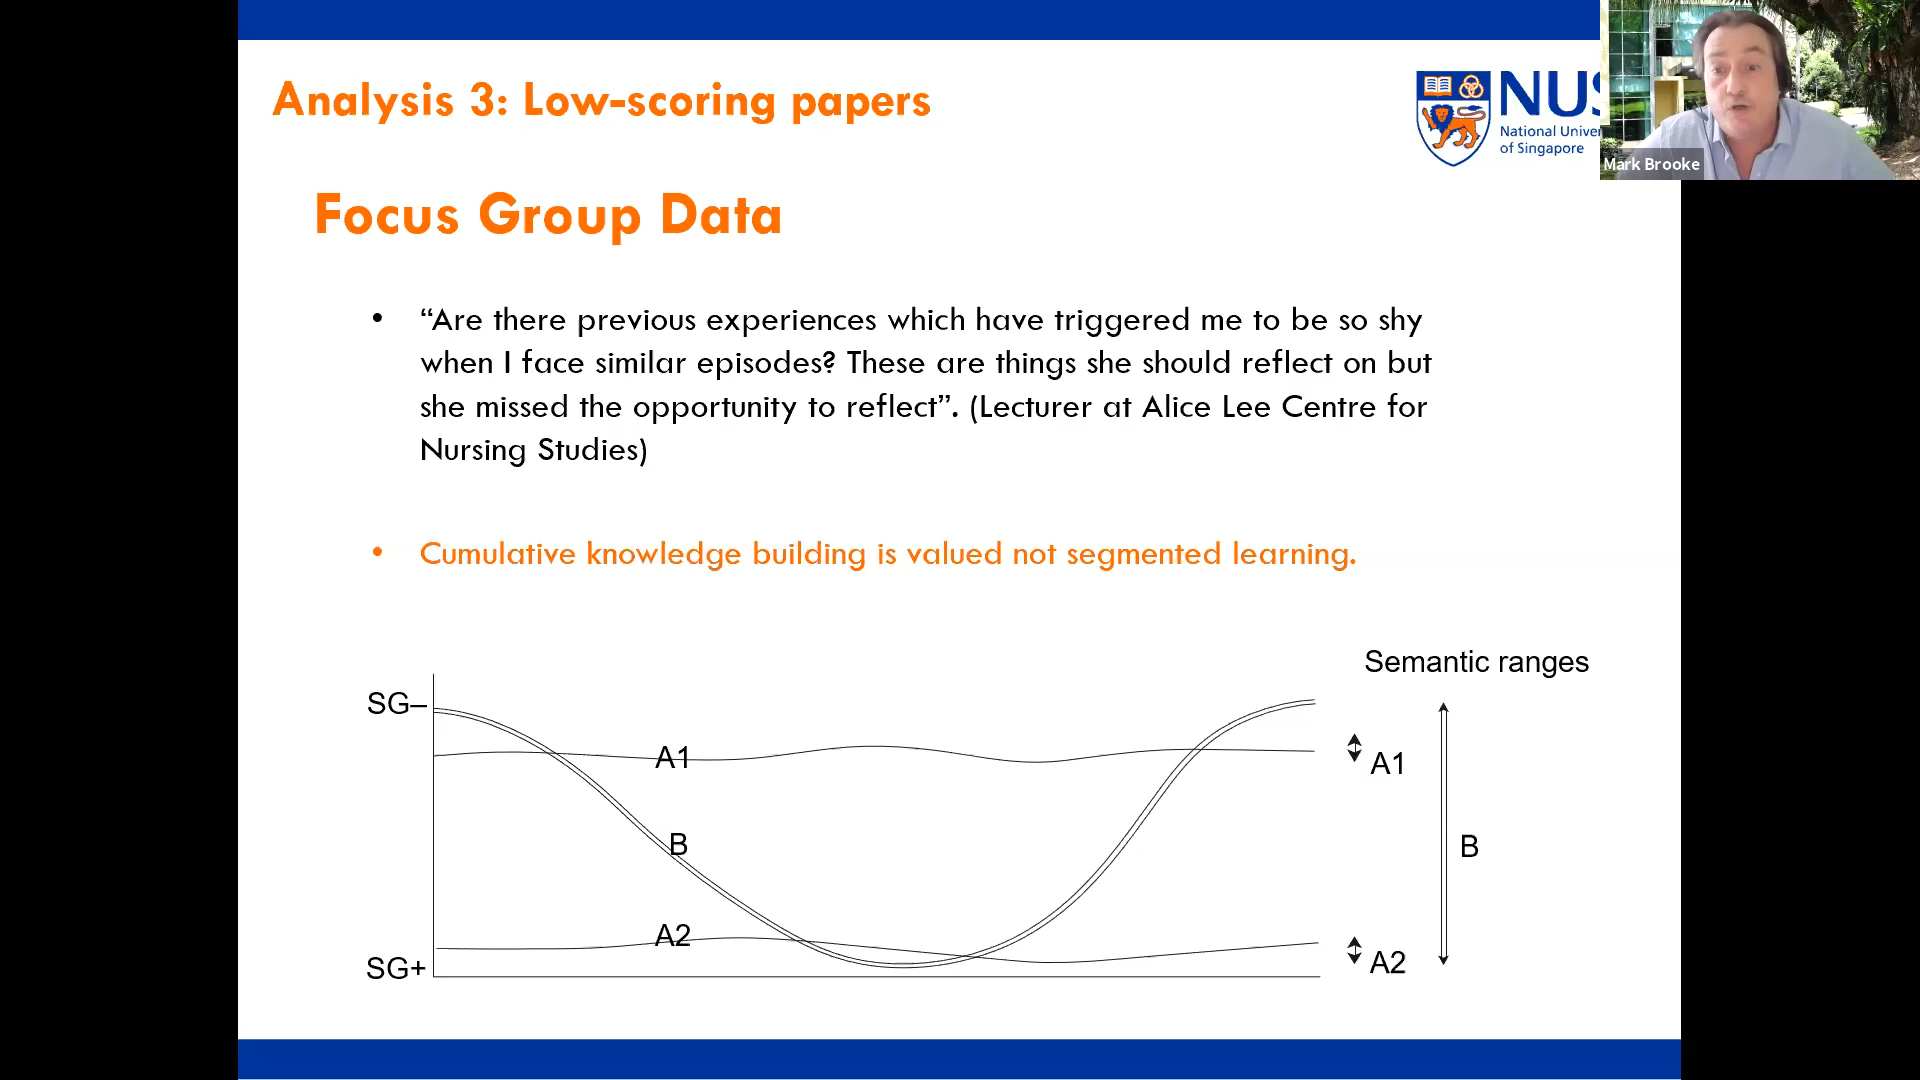 Analysis 3: Low-scoring papers
NUS
National Univer
of Singapore
Mark Brooke
Focus Group Data
• “Are there previous experiences which have triggered me to be so shy
when I face similar episodes? These are things she should reflect on but
she missed the opportunity to reflect”. (Lecturer at Alice Lee Centre for
Nursing Studies)
• Cumulative knowledge building is valued not segmented learning.
Semantic ranges
SG–
A1
A1
B
B
A2
A2
SG+